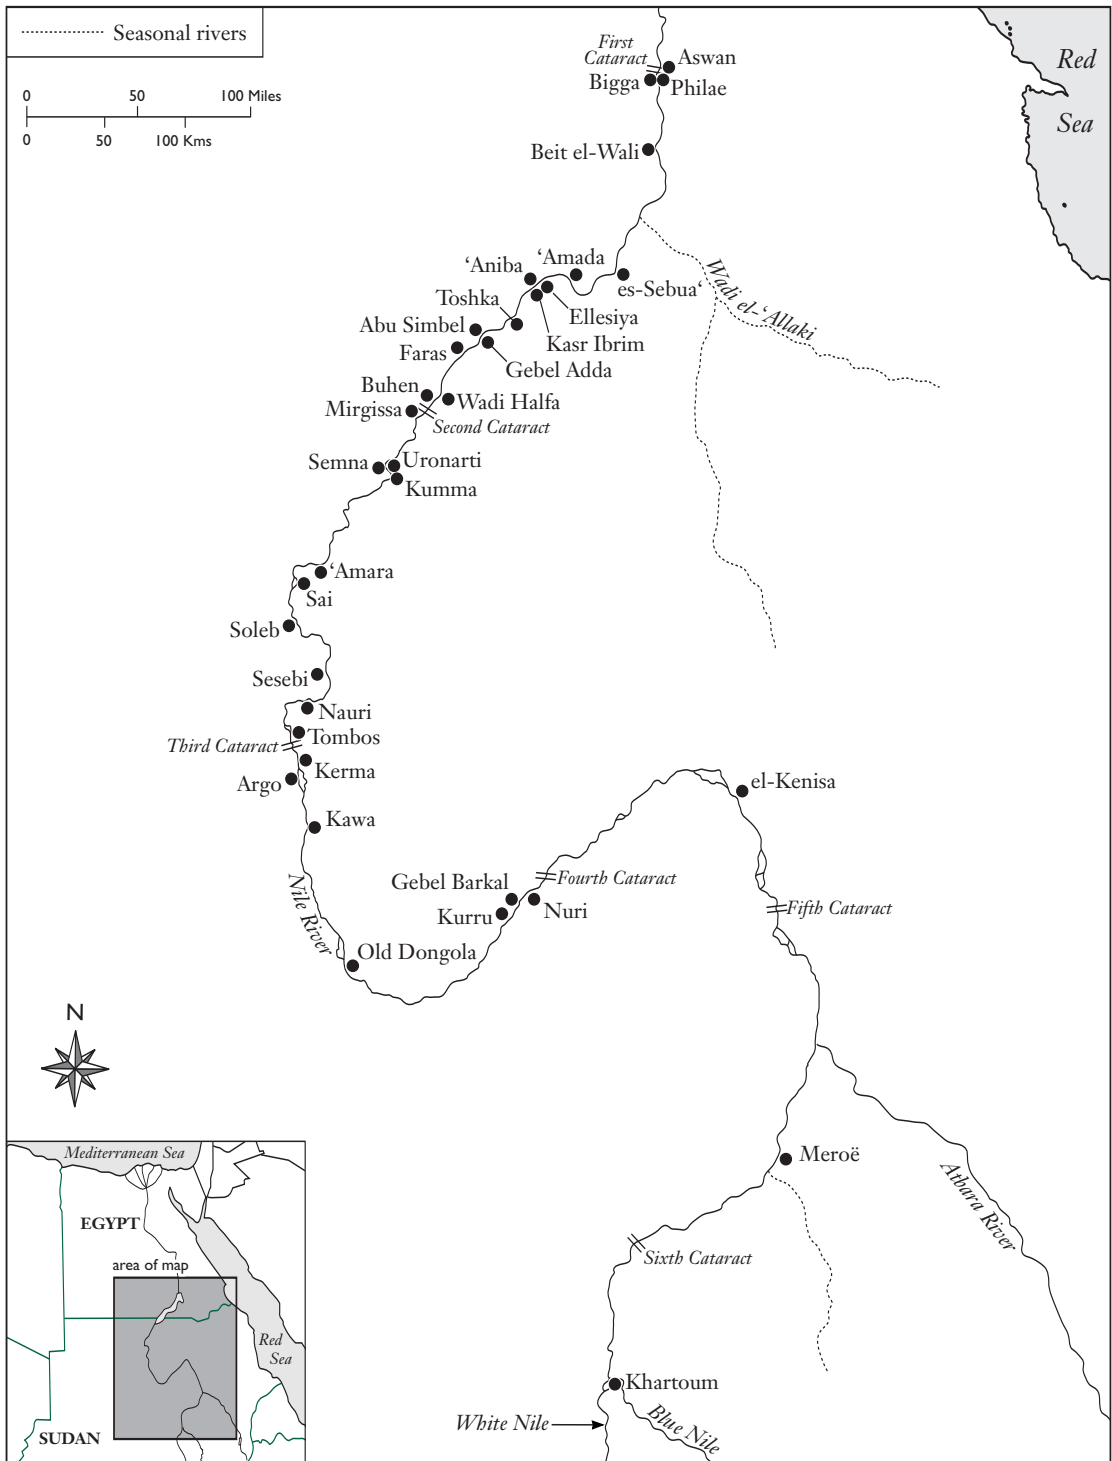 Seasonal rivers
0 50 100 Miles
0 50 100 Kms
First
Cataract
Aswan
Bigga
Philae
Red
Sea
Beit el-Wali
‘Aniba
‘Amada
es-Sebua‘
Wadi el-‘Allaki
Toshka
Ellesiya
Abu Simbel
Kasr Ibrim
Faras
Gebel Adda
Buhen
Wadi Halfa
Mirgissa
Second Cataract
Semna
Uronarti
Kumma
‘Amara
Sai
Soleb
Sesebi
Nauri
Tombos
Third Cataract
Kerma
Argo
el-Kenisa
Kawa
Nile River
Gebel Barkal
Fourth Cataract
Kurru
Nuri
Fifth Cataract
Old Dongola
N
Meroë
Atbara River
Sixth Cataract
Khartoum
White Nile
Blue Nile
Mediterranean Sea
EGYPT
area of map
Red
Sea
SUDAN